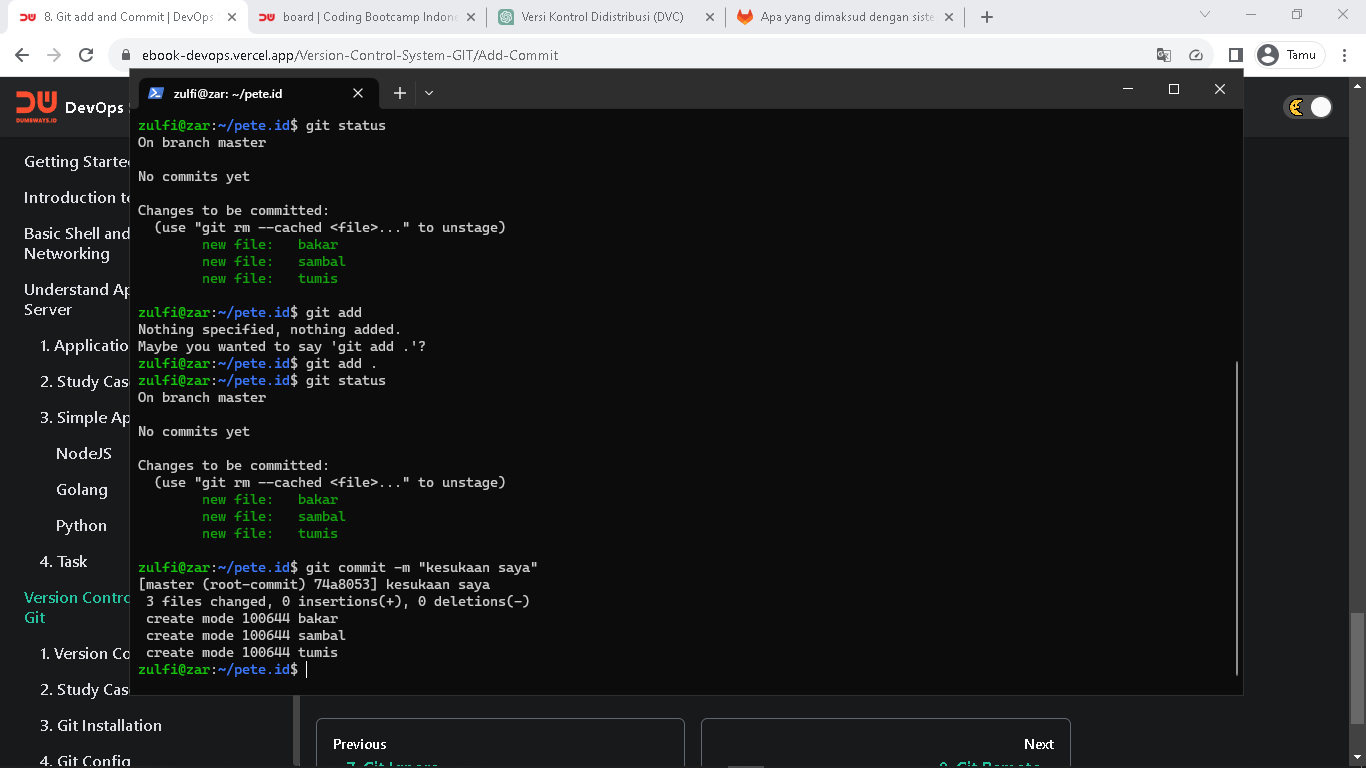 8. Git add and Commit | DevOps
board | Coding Bootcamp Indone
Versi Kontrol Didistribusi (DVC)
Apa yang dimaksud dengan siste
ebook-devops.vercel.app/Version-Control-System-GIT/Add-Commit
Tamu
DUMBWAYS.ID
DevOps
Getting Starte
Introduction to
Basic Shell and
Networking
Understand Ap
Server
1. Applicatio
2. Study Cas
3. Simple Ap
NodeJS
Golang
Python
4. Task
Version Contro
Git
1. Version Co
2. Study Cas
3. Git Installation
4. Git Config
zulfi@zar: ~/pete.id
zulfi@zar:~/pete.id$ git status
On branch master
No commits yet
Changes to be committed:
(use "git rm --cached <file>..." to unstage)
new file: bakar
new file: sambal
new file: tumis
zulfi@zar:~/pete.id$ git add
Nothing specified, nothing added.
Maybe you wanted to say 'git add .'?
zulfi@zar:~/pete.id$ git add .
zulfi@zar:~/pete.id$ git status
On branch master
No commits yet
Changes to be committed:
(use "git rm --cached <file>..." to unstage)
new file: bakar
new file: sambal
new file: tumis
zulfi@zar:~/pete.id$ git commit -m "kesukaan saya"
[master (root-commit) 74a8053] kesukaan saya
3 files changed, 0 insertions(+), 0 deletions(-)
create mode 100644 bakar
create mode 100644 sambal
create mode 100644 tumis
zulfi@zar:~/pete.id$
Previous
7. Git Ignore
Next
9. Git Remote